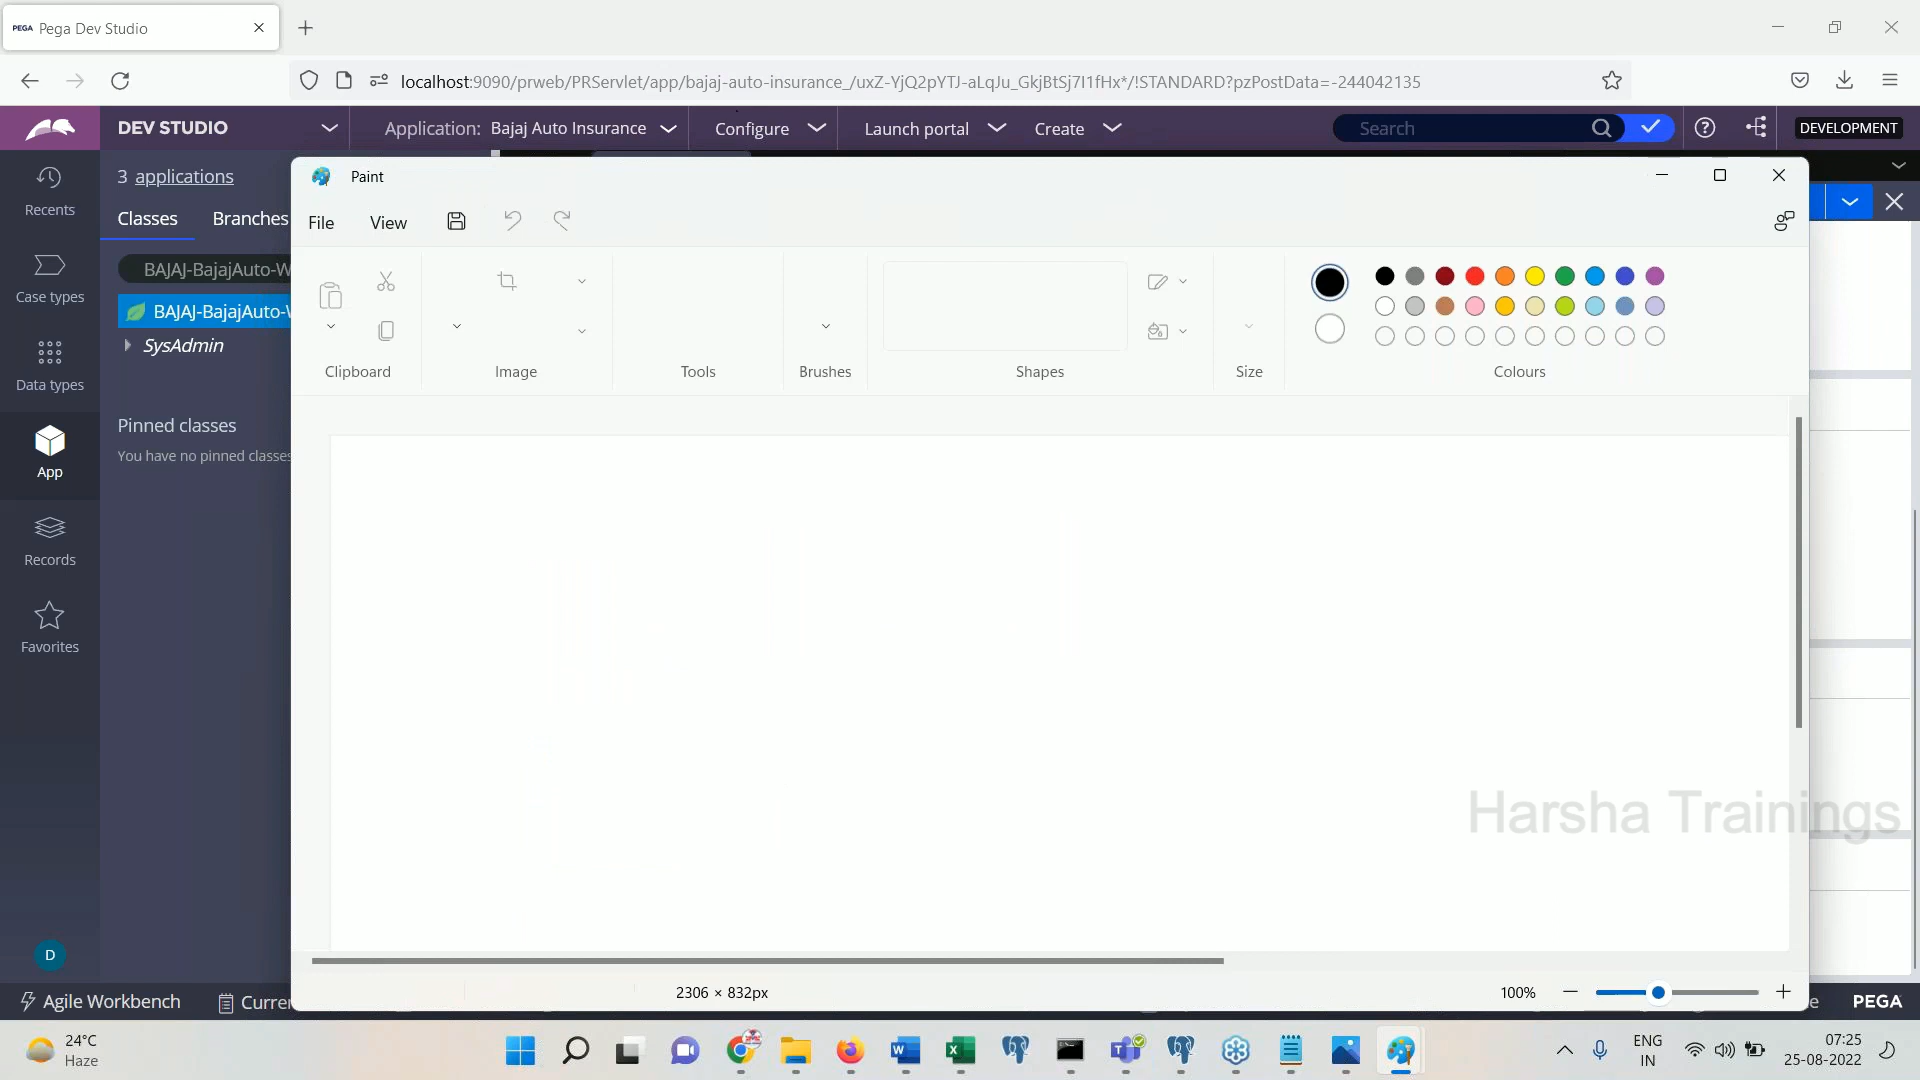 PEGA Pega Dev Studio
localhost:9090/prweb/PRServlet/app/bajaj-auto-insurance_/uxZ-YjQ2pYTJ-aLqJu_GkjBtSj7I1fHx*/!STANDARD?pzPostData=-244042135
DEV STUDIO
Application: Bajaj Auto Insurance
Configure
Launch portal
Create
Search
DEVELOPMENT
Recents
Case types
Data types
App
Records
Favorites
D
3 applications
Classes Branches
BAJAJ-BajajAuto-W
BAJAJ-BajajAuto-W
SysAdmin
Pinned classes
You have no pinned classes
Paint
File View
Clipboard Image Tools Brushes Shapes Size Colours
Harsha Trainings
2306 × 832px
100%
Agile Workbench
PEGA
24°C
Haze
ENG
IN
07:25
25-08-2022